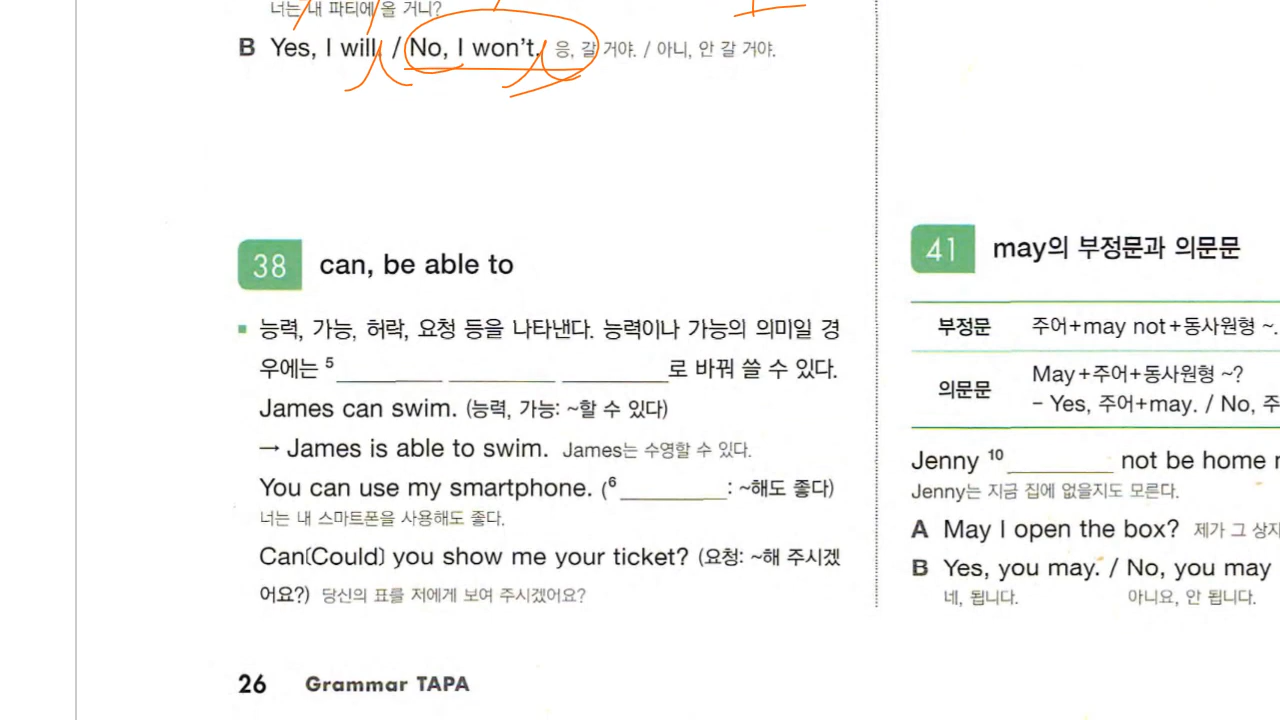 너는 내 파티에 올 거니?
B Yes, I will. / No, I won't. 응, 갈 거야. / 아니, 안 갈 거야.
38 can, be able to
▪ 능력, 가능, 허락, 요청 등을 나타낸다. 능력이나 가능의 의미일 경
우에는 5 ________ ________ ________로 바꿔 쓸 수 있다.
James can swim. (능력, 가능: ~할 수 있다)
→ James is able to swim. James는 수영할 수 있다.
You can use my smartphone. (6 ________: ~해도 좋다)
너는 내 스마트폰을 사용해도 좋다.
Can(Could) you show me your ticket? (요청: ~해 주시겠
어요?) 당신의 표를 저에게 보여 주시겠어요?
26 Grammar TAPA
41 may의 부정문과 의문문
부정문 주어+may not+동사원형 ~.
의문문 May+주어+동사원형 ~?
– Yes, 주어+may. / No, 주
Jenny 10 ________ not be home
Jenny는 지금 집에 없을지도 모른다.
A May I open the box? 제가 그 상자
B Yes, you may. / No, you may
네, 됩니다. 아니요, 안 됩니다.